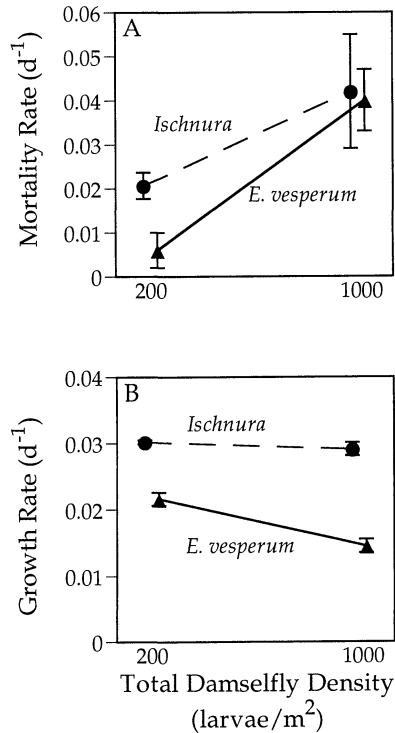 0.06
A
0.05
0.04
0.03
0.02
0.01
0
Mortality Rate (d⁻¹)
Ischnura
E. vesperum
200
1000
0.04
B
0.03
0.02
0.01
0
Growth Rate (d⁻¹)
Ischnura
E. vesperum
200
1000
Total Damselfly Density
(larvae/m²)